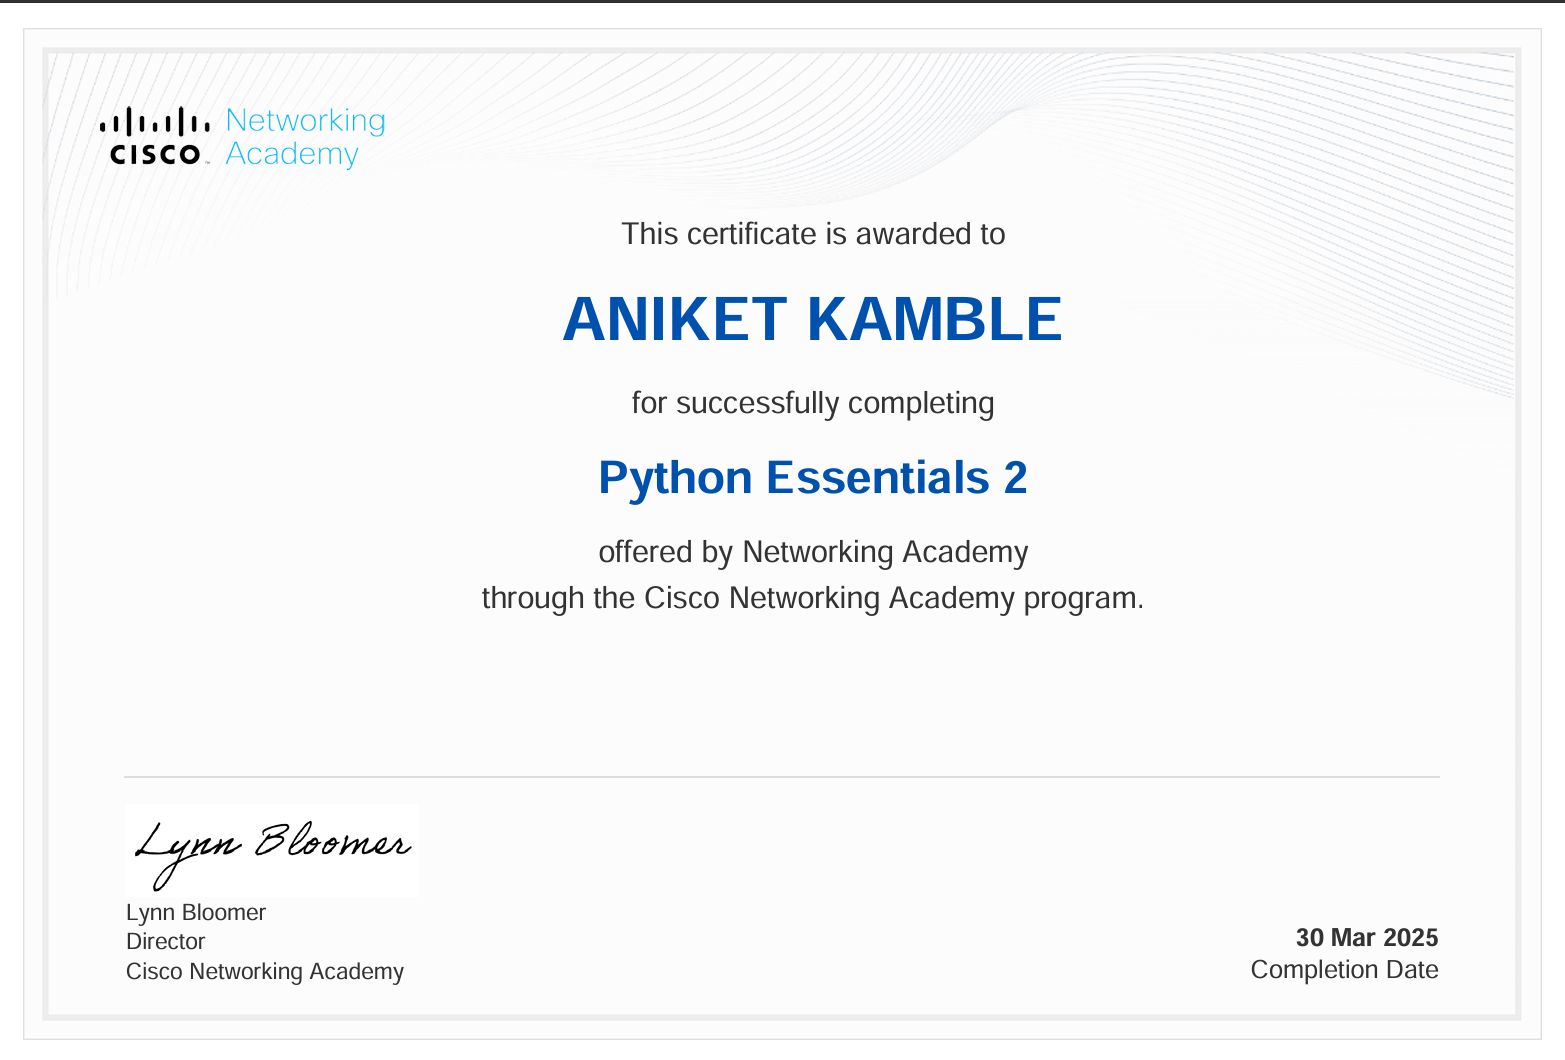 CISCO Networking
Academy
This certificate is awarded to
ANIKET KAMBLE
for successfully completing
Python Essentials 2
offered by Networking Academy
through the Cisco Networking Academy program.
Lynn Bloomer
Lynn Bloomer
Director
Cisco Networking Academy
30 Mar 2025
Completion Date